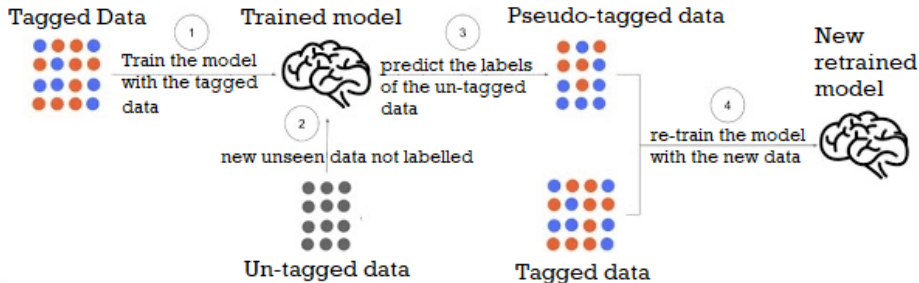 Tagged Data
1
Train the model
with the tagged
data
Trained model
2
new unseen data not labelled
Un-tagged data
3
predict the labels
of the un-tagged
data
Pseudo-tagged data
Tagged data
4
re-train the model
with the new data
New
retrained
model